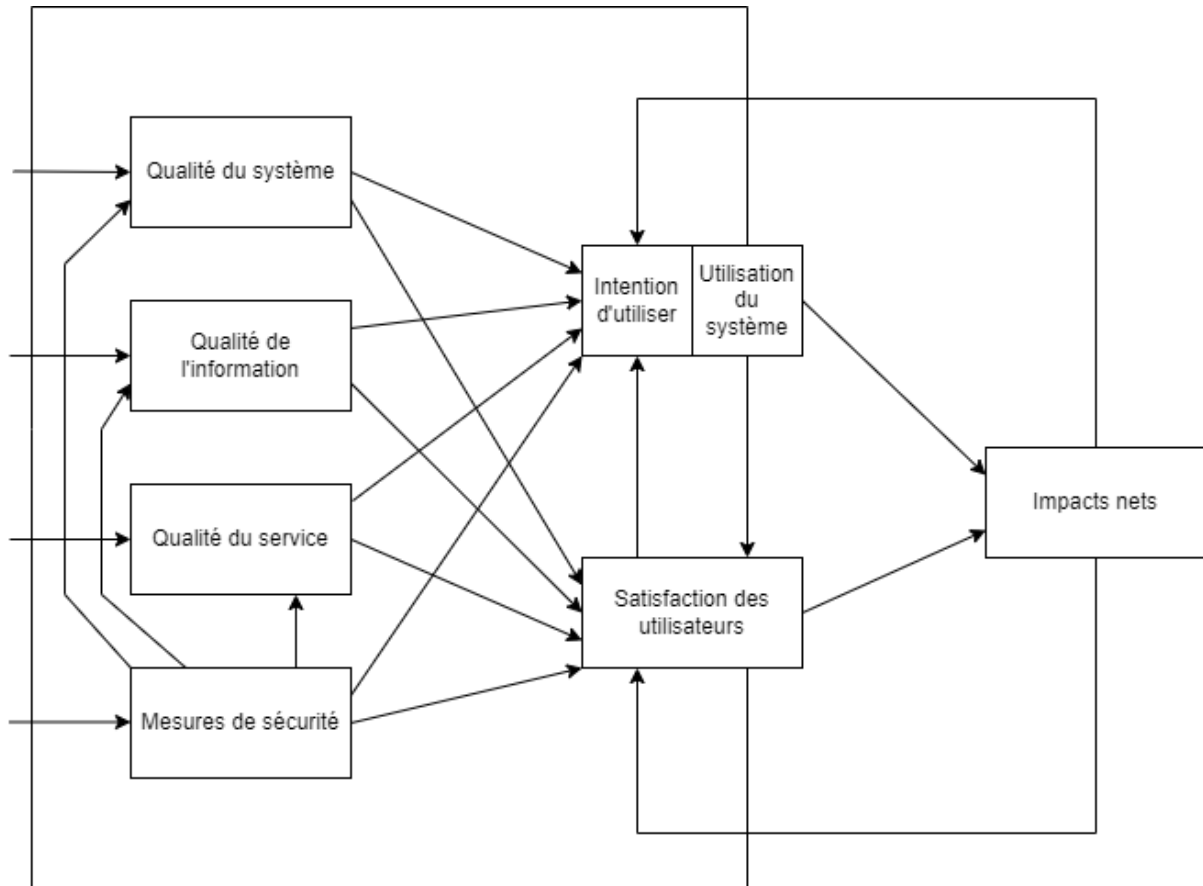 Qualité du système
Intention
d'utiliser
Utilisation
du
système
Qualité de
l'information
Qualité du service
Impacts nets
Satisfaction des
utilisateurs
Mesures de sécurité